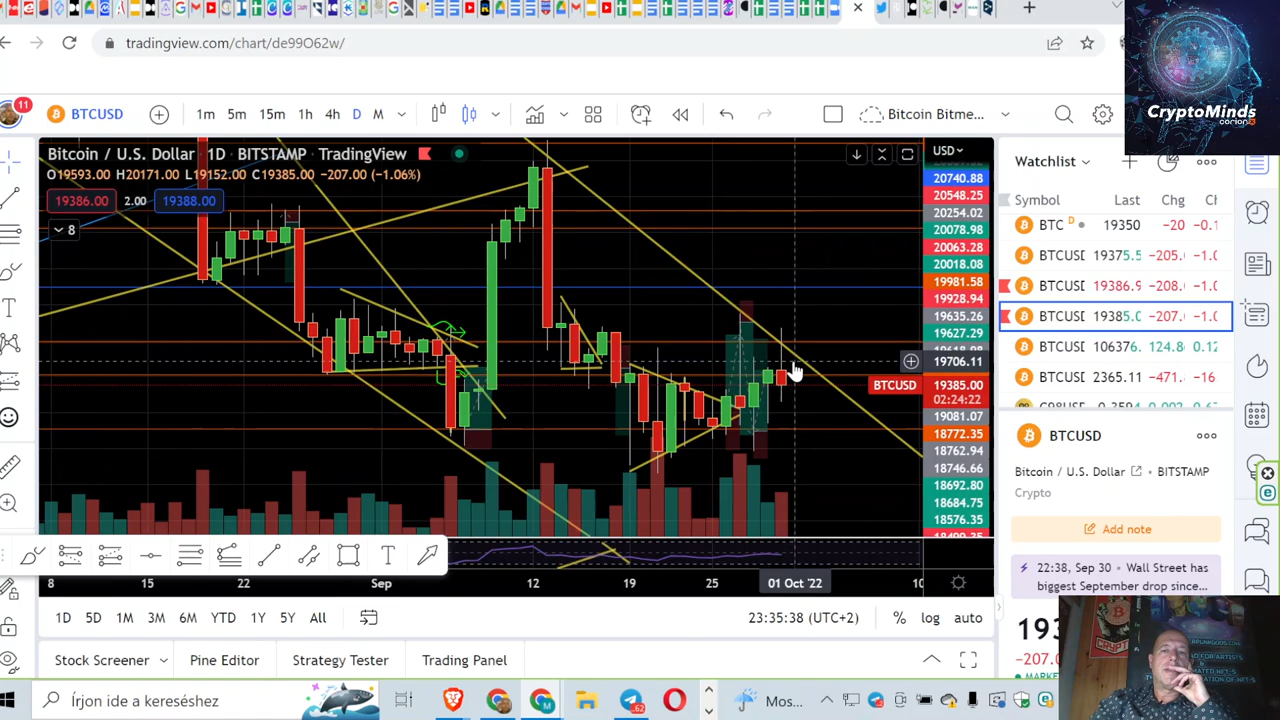 tradingview.com/chart/de99O62w/
CryptoMinds
11
BTCUSD
1m 5m 15m 1h 4h D M
Bitcoin Bitme...
Bitcoin / U.S. Dollar 1D BITSTAMP TradingView
O19593.00 H20171.00 L19152.00 C19385.00 −207.00 (−1.06%)
19386.00 2.00 19388.00
8
USD
20740.88
20548.25
20254.02
20078.98
20063.28
20018.08
19981.58
19928.94
19635.26
19627.29
19706.11
BTCUSD 19385.00
02:24:22
19081.07
18772.35
18762.94
18746.66
18692.80
18684.75
18576.35
Watchlist
Symbol Last Chg
BTC D 19350 −20
BTCUSD 19375.5 −205.
BTCUSD 19386.9 −208.
BTCUSD 19385.0 −207.
BTCUSD 106376. 124.8
BTCUSD 2365.11 −471.
BTCUSD
Bitcoin / U.S. Dollar BITSTAMP
Crypto
Add note
22:38, Sep 30 • Wall Street has
biggest September drop since...
8 15 22 Sep 12 19 25 01 Oct '22 10
1D 5D 1M 3M 6M YTD 1Y 5Y All
23:35:38 (UTC+2) % log auto
Stock Screener Pine Editor Strategy Tester Trading Panel
Írjon ide a kereséshez
62
Mos...